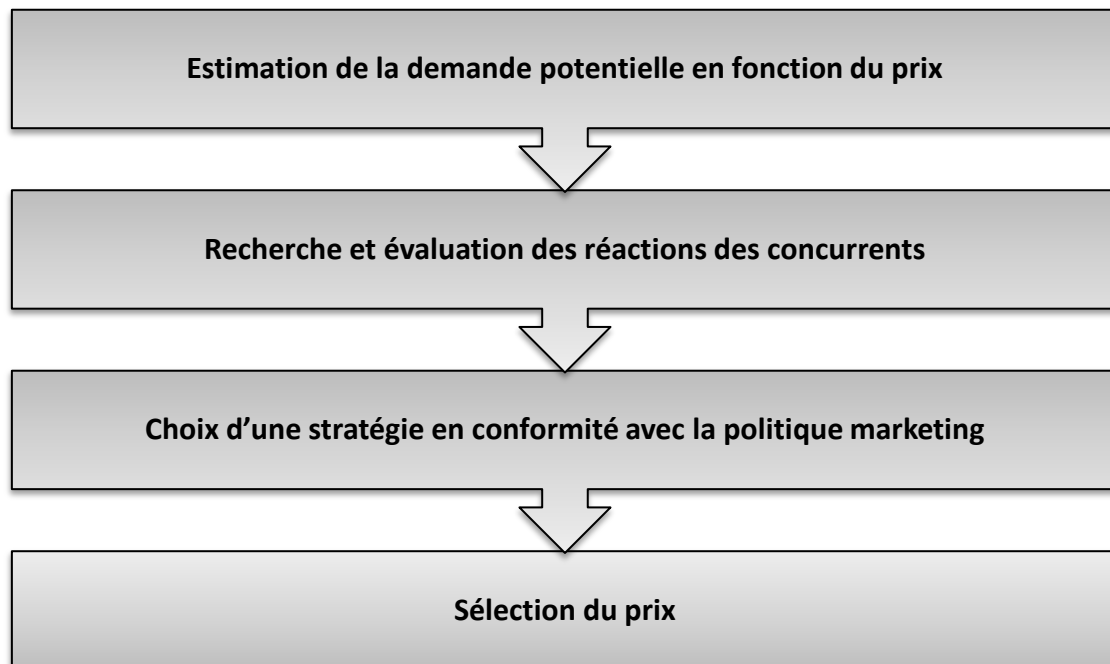 Estimation de la demande potentielle en fonction du prix
Recherche et évaluation des réactions des concurrents
Choix d’une stratégie en conformité avec la politique marketing
Sélection du prix